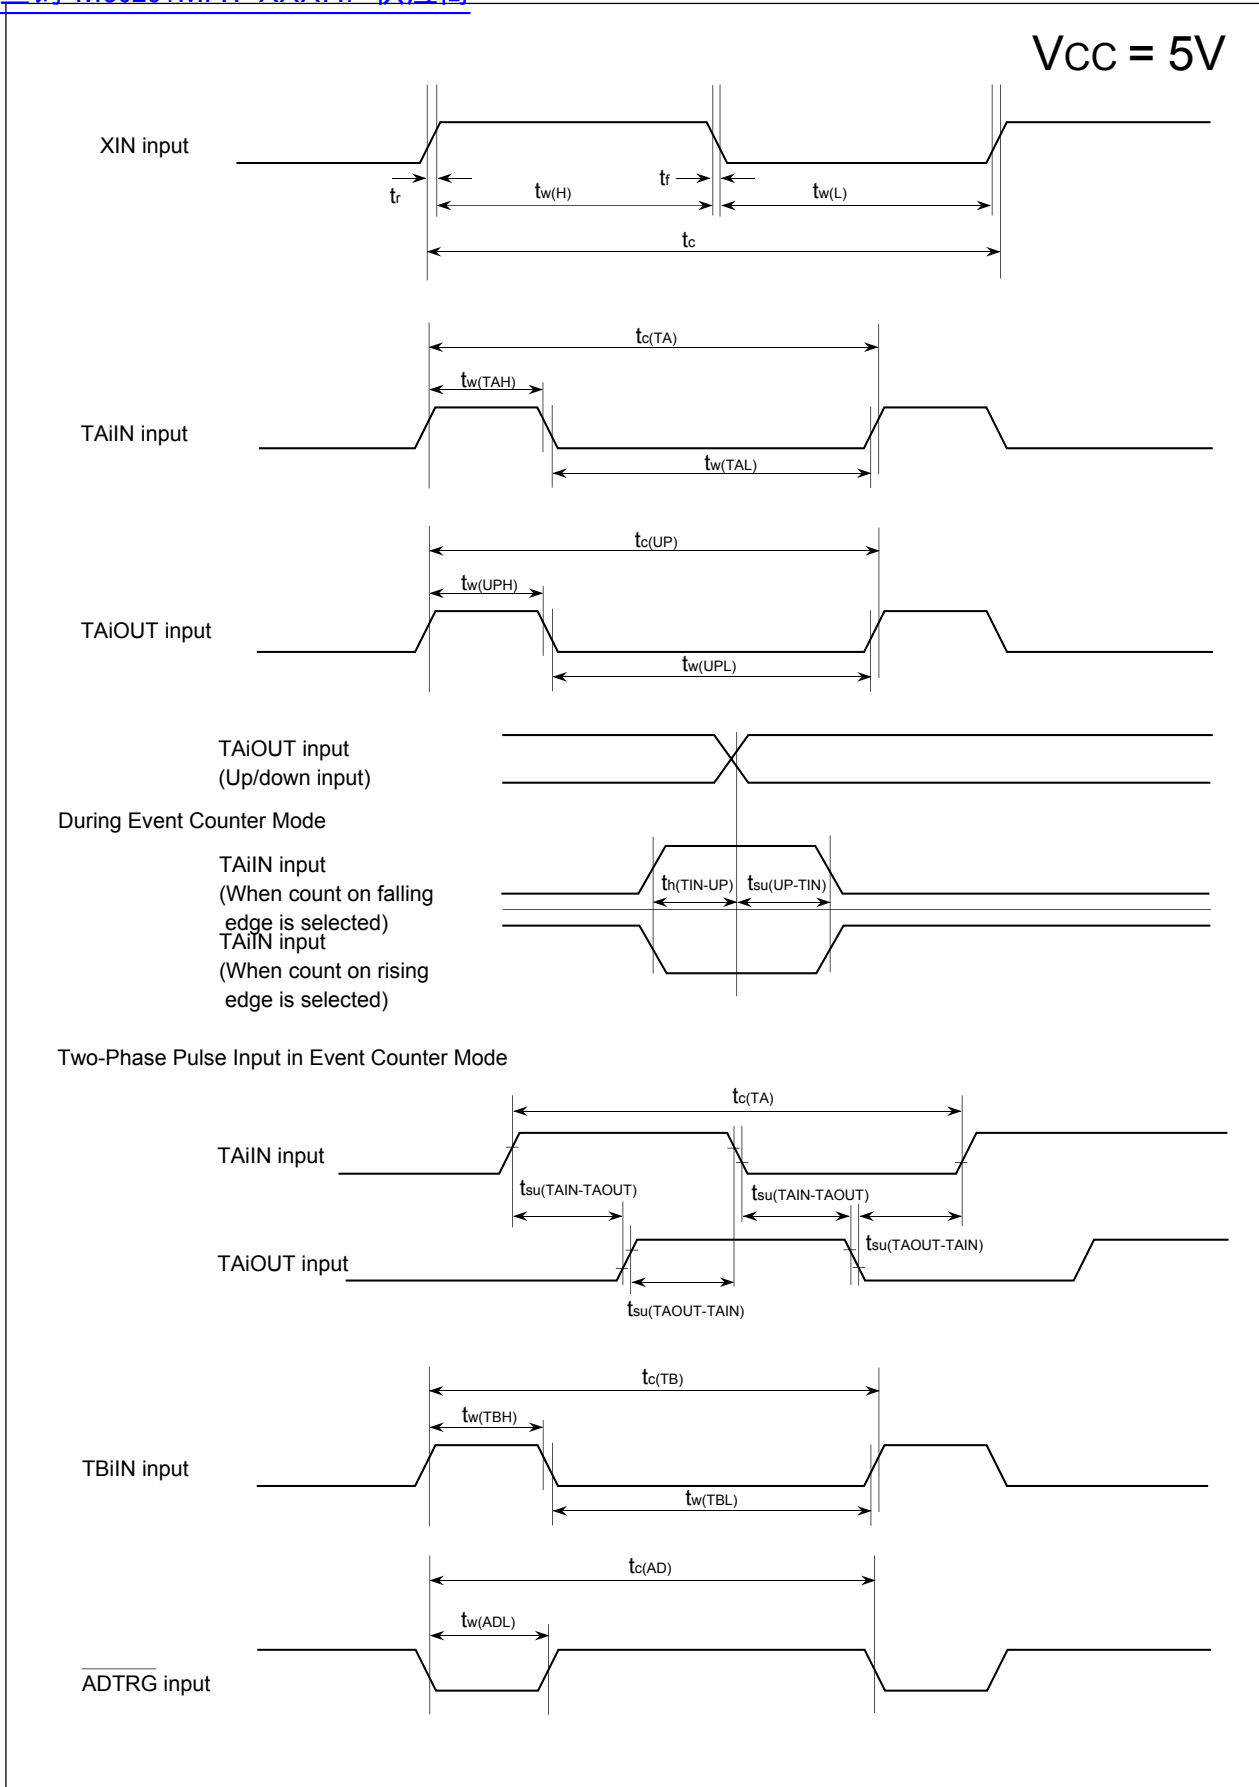 VCC = 5V
XIN input
tr
tw(H)
tf
tw(L)
tc
tc(TA)
tw(TAH)
TAiIN input
tw(TAL)
tc(UP)
tw(UPH)
TAiOUT input
tw(UPL)
TAiOUT input
(Up/down input)
During Event Counter Mode
TAiIN input
(When count on falling
edge is selected)
th(TIN-UP)
tsu(UP-TIN)
TAiIN input
(When count on rising
edge is selected)
Two-Phase Pulse Input in Event Counter Mode
tc(TA)
TAiIN input
tsu(TAIN-TAOUT)
tsu(TAIN-TAOUT)
tsu(TAOUT-TAIN)
TAiOUT input
tsu(TAOUT-TAIN)
tc(TB)
tw(TBH)
TBiIN input
tw(TBL)
tc(AD)
tw(ADL)
ADTRG input